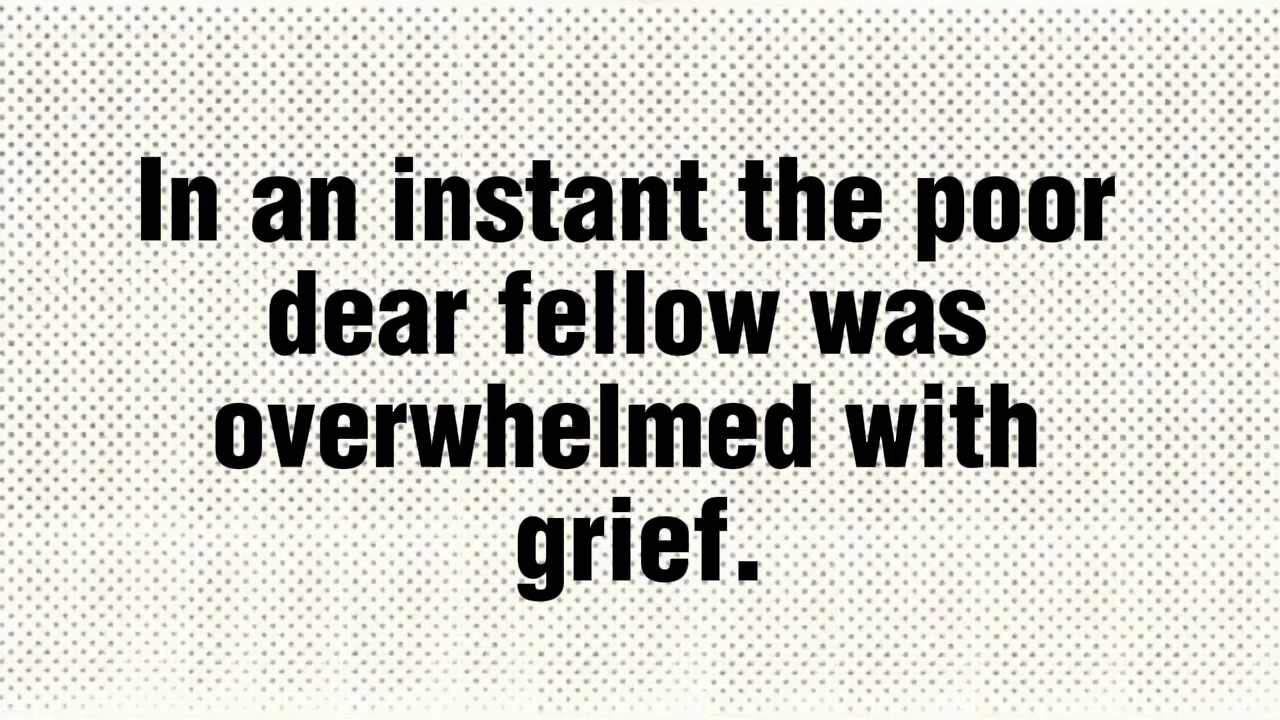 In an instant the poor
dear fellow was
overwhelmed with
grief.